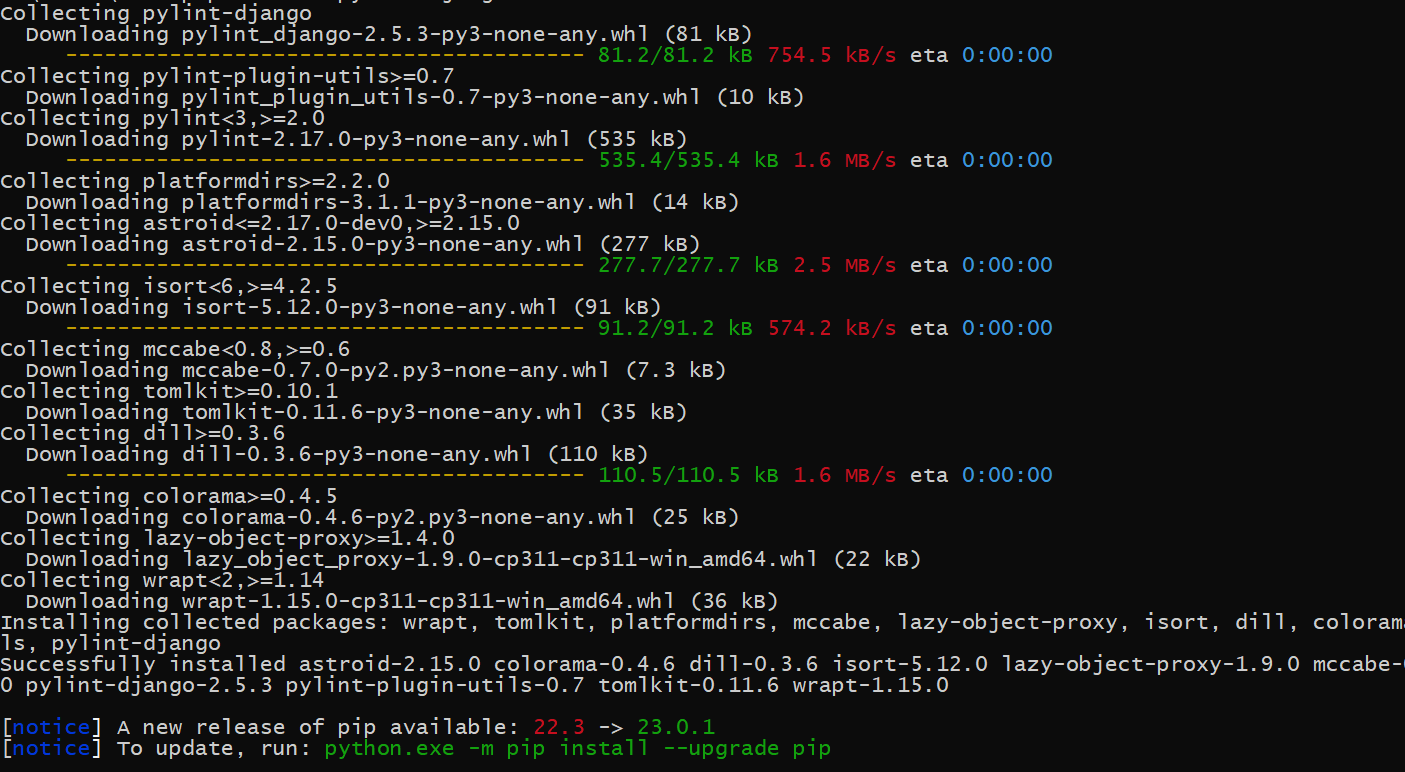 Collecting pylint-django
  Downloading pylint_django-2.5.3-py3-none-any.whl (81 kB)
     ---------------------------------------- 81.2/81.2 kB 754.5 kB/s eta 0:00:00
Collecting pylint-plugin-utils>=0.7
  Downloading pylint_plugin_utils-0.7-py3-none-any.whl (10 kB)
Collecting pylint<3,>=2.0
  Downloading pylint-2.17.0-py3-none-any.whl (535 kB)
     ---------------------------------------- 535.4/535.4 kB 1.6 MB/s eta 0:00:00
Collecting platformdirs>=2.2.0
  Downloading platformdirs-3.1.1-py3-none-any.whl (14 kB)
Collecting astroid<=2.17.0-dev0,>=2.15.0
  Downloading astroid-2.15.0-py3-none-any.whl (277 kB)
     ---------------------------------------- 277.7/277.7 kB 2.5 MB/s eta 0:00:00
Collecting isort<6,>=4.2.5
  Downloading isort-5.12.0-py3-none-any.whl (91 kB)
     ---------------------------------------- 91.2/91.2 kB 574.2 kB/s eta 0:00:00
Collecting mccabe<0.8,>=0.6
  Downloading mccabe-0.7.0-py2.py3-none-any.whl (7.3 kB)
Collecting tomlkit>=0.10.1
  Downloading tomlkit-0.11.6-py3-none-any.whl (35 kB)
Collecting dill>=0.3.6
  Downloading dill-0.3.6-py3-none-any.whl (110 kB)
     ---------------------------------------- 110.5/110.5 kB 1.6 MB/s eta 0:00:00
Collecting colorama>=0.4.5
  Downloading colorama-0.4.6-py2.py3-none-any.whl (25 kB)
Collecting lazy-object-proxy>=1.4.0
  Downloading lazy_object_proxy-1.9.0-cp311-cp311-win_amd64.whl (22 kB)
Collecting wrapt<2,>=1.14
  Downloading wrapt-1.15.0-cp311-cp311-win_amd64.whl (36 kB)
Installing collected packages: wrapt, tomlkit, platformdirs, mccabe, lazy-object-proxy, isort, dill, colorama
ls, pylint-django
Successfully installed astroid-2.15.0 colorama-0.4.6 dill-0.3.6 isort-5.12.0 lazy-object-proxy-1.9.0 mccabe-
0 pylint-django-2.5.3 pylint-plugin-utils-0.7 tomlkit-0.11.6 wrapt-1.15.0
[notice] A new release of pip available: 22.3 -> 23.0.1
[notice] To update, run: python.exe -m pip install --upgrade pip